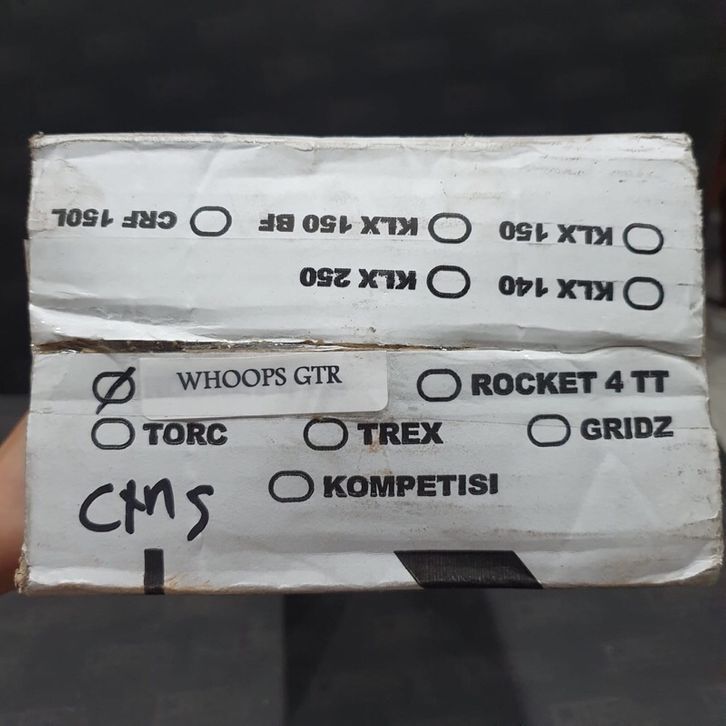 KLX 140 KLX 250
KLX 150 KLX 150 BF CRF 150L
WHOOPS GTR ROCKET 4 TT
TORC TREX GRIDZ
KOMPETISI